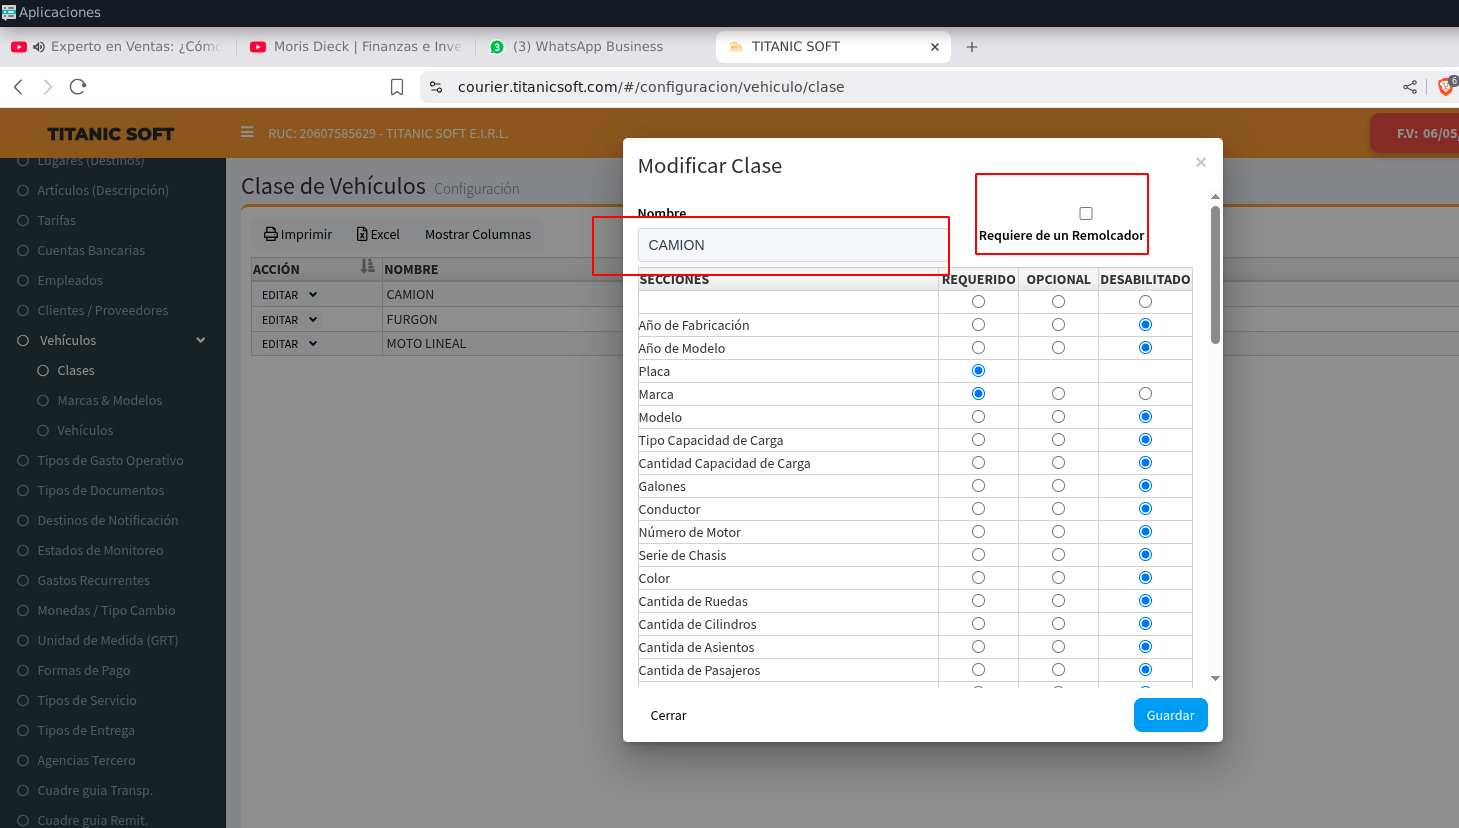 Aplicaciones
Experto en Ventas: ¿Cómo
Moris Dieck | Finanzas e Inve
(3) WhatsApp Business
TITANIC SOFT
courier.titanicsoft.com/#/configuracion/vehiculo/clase
6
TITANIC SOFT
RUC: 20607585629 - TITANIC SOFT E.I.R.L.
F.V: 06/05/
Lugares (Destinos)
Artículos (Descripción)
Tarifas
Cuentas Bancarias
Empleados
Clientes / Proveedores
Vehículos
Clases
Marcas & Modelos
Vehículos
Tipos de Gasto Operativo
Tipos de Documentos
Destinos de Notificación
Estados de Monitoreo
Gastos Recurrentes
Monedas / Tipo Cambio
Unidad de Medida (GRT)
Formas de Pago
Tipos de Servicio
Tipos de Entrega
Agencias Tercero
Cuadre guia Transp.
Cuadre guia Remit.
Clase de Vehículos Configuración
Imprimir Excel Mostrar Columnas
ACCIÓN NOMBRE
EDITAR CAMION
EDITAR FURGON
EDITAR MOTO LINEAL
Modificar Clase
×
Nombre
CAMION
Requiere de un Remolcador
SECCIONES REQUERIDO OPCIONAL DESABILITADO
Año de Fabricación
Año de Modelo
Placa
Marca
Modelo
Tipo Capacidad de Carga
Cantidad Capacidad de Carga
Galones
Conductor
Número de Motor
Serie de Chasis
Color
Cantida de Ruedas
Cantida de Cilindros
Cantida de Asientos
Cantida de Pasajeros
Cerrar
Guardar